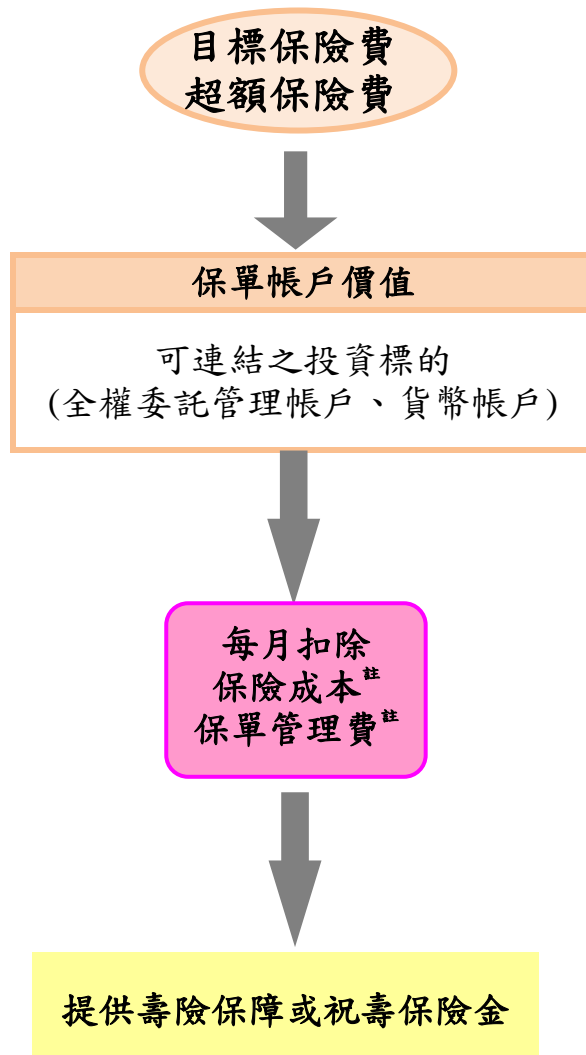 目標保險費
超額保險費
保單帳戶價值
可連結之投資標的
(全權委託管理帳戶、貨幣帳戶)
每月扣除
保險成本註
保單管理費註
提供壽險保障或祝壽保險金